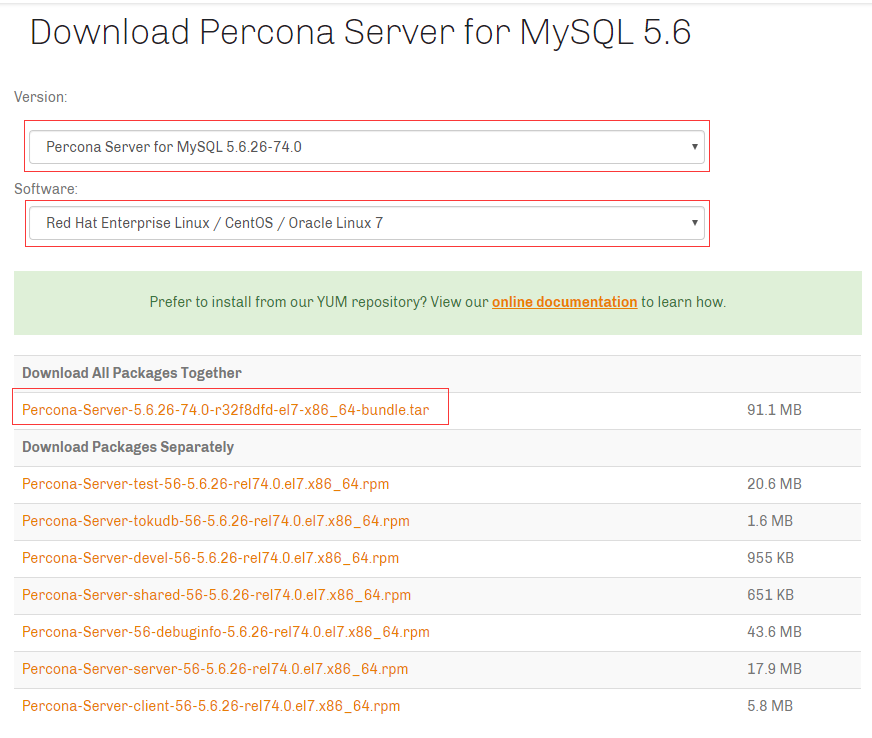 Download Percona Server for MySQL 5.6
Version:
Percona Server for MySQL 5.6.26-74.0
Software:
Red Hat Enterprise Linux / CentOS / Oracle Linux 7
Prefer to install from our YUM repository? View our online documentation to learn how.
Download All Packages Together
Percona-Server-5.6.26-74.0-r32f8dfd-el7-x86_64-bundle.tar 91.1 MB
Download Packages Separately
Percona-Server-test-56-5.6.26-rel74.0.el7.x86_64.rpm 20.6 MB
Percona-Server-tokudb-56-5.6.26-rel74.0.el7.x86_64.rpm 1.6 MB
Percona-Server-devel-56-5.6.26-rel74.0.el7.x86_64.rpm 955 KB
Percona-Server-shared-56-5.6.26-rel74.0.el7.x86_64.rpm 651 KB
Percona-Server-56-debuginfo-5.6.26-rel74.0.el7.x86_64.rpm 43.6 MB
Percona-Server-server-56-5.6.26-rel74.0.el7.x86_64.rpm 17.9 MB
Percona-Server-client-56-5.6.26-rel74.0.el7.x86_64.rpm 5.8 MB